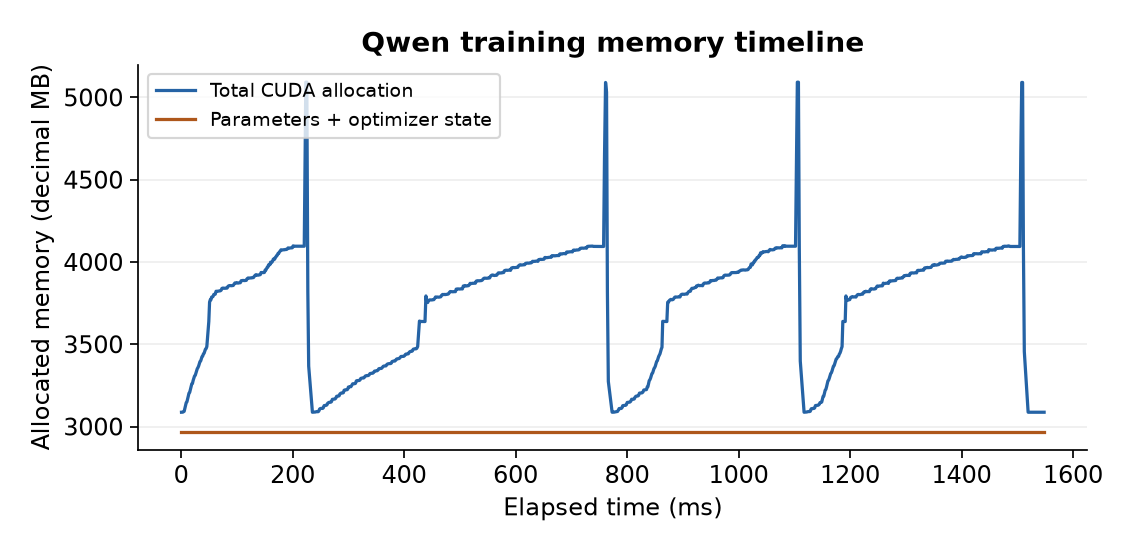 Qwen training memory timeline
Total CUDA allocation
Parameters + optimizer state
Allocated memory (decimal MB)
5000
4500
4000
3500
3000
0 200 400 600 800 1000 1200 1400 1600
Elapsed time (ms)